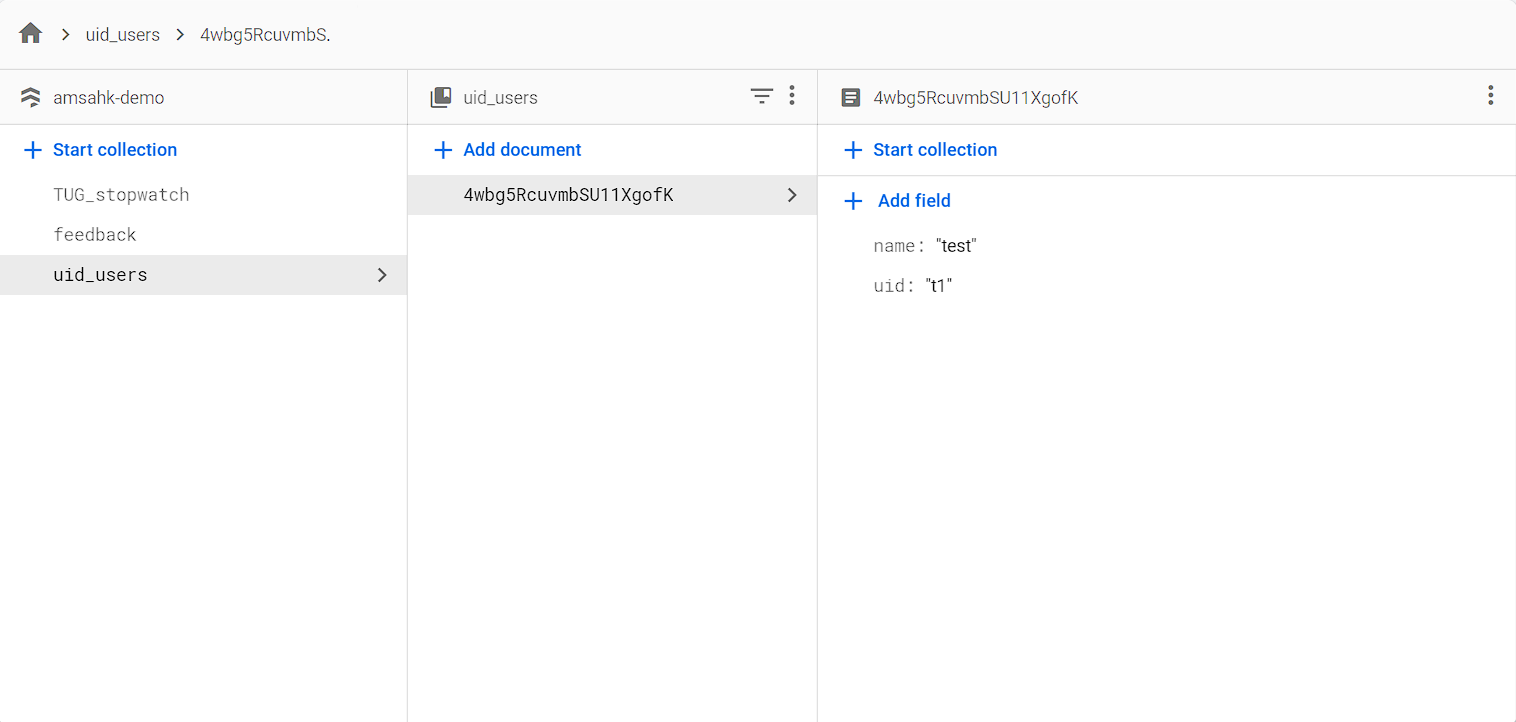 uid_users 4wbg5RcuvmbS.
amsahk-demo
Start collection
TUG_stopwatch
feedback
uid_users
uid_users
Add document
4wbg5RcuvmbSU11XgofK
4wbg5RcuvmbSU11XgofK
Start collection
Add field
name: "test"
uid: "t1"